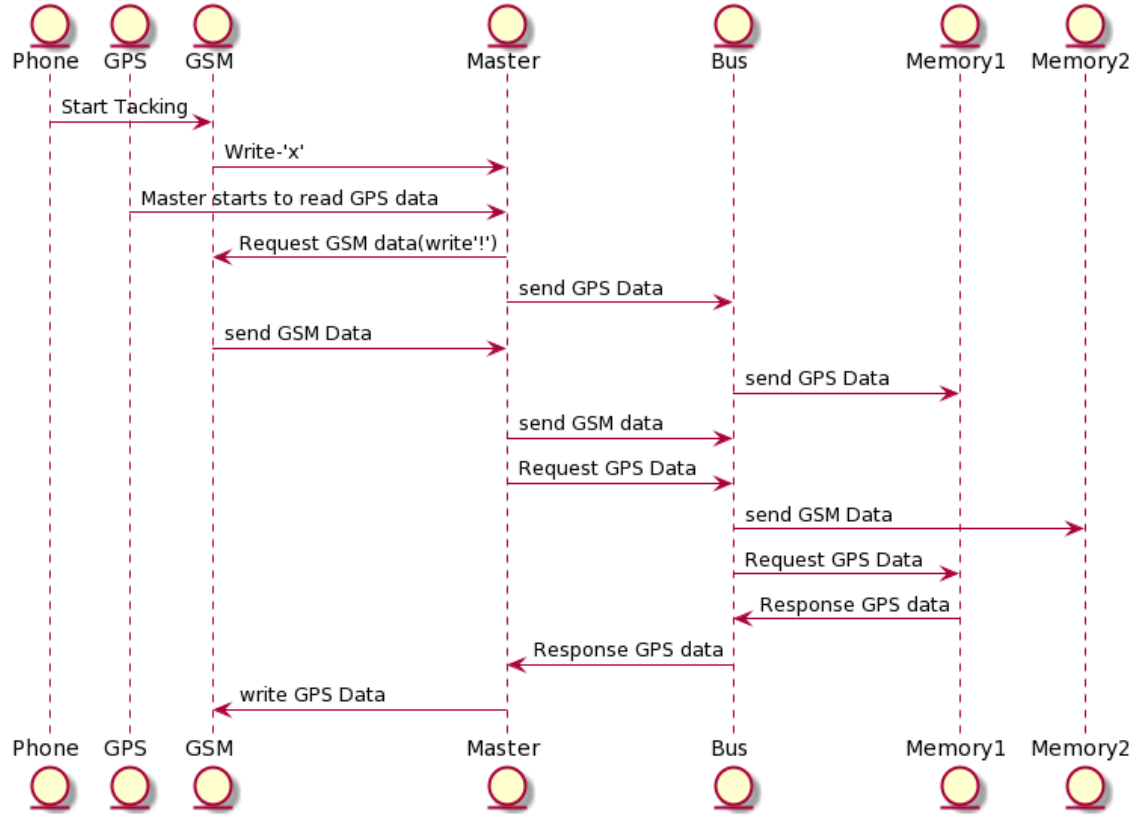 Phone GPS GSM Master Bus Memory1 Memory2
Start Tacking
Write-'x'
Master starts to read GPS data
Request GSM data(write'!')
send GPS Data
send GSM Data
send GPS Data
send GSM data
Request GPS Data
send GSM Data
Request GPS Data
Response GPS data
Response GPS data
write GPS Data
Phone GPS GSM Master Bus Memory1 Memory2